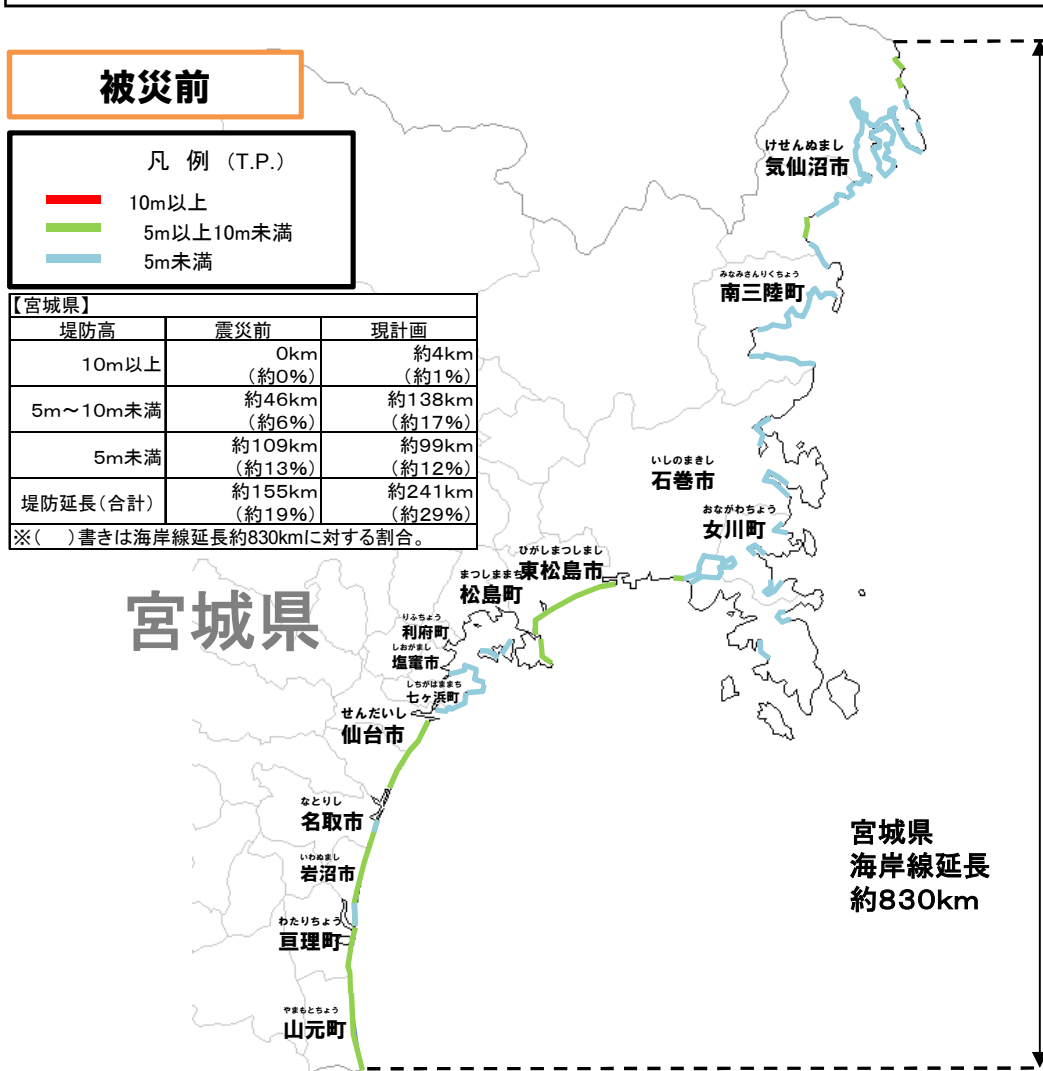 被災前
凡 例 (T.P.)
10m以上
5m以上10m未満
5m未満
【宮城県】
堤防高 震災前 現計画
10m以上 0km (約0%) 約4km (約1%)
5m～10m未満 約46km (約6%) 約138km (約17%)
5m未満 約109km (約13%) 約99km (約12%)
堤防延長(合計) 約155km (約19%) 約241km (約29%)
※( )書きは海岸線延長約830kmに対する割合。
宮城県
けせんぬまし
気仙沼市
みなみさんりくちょう
南三陸町
いしのまきし
石巻市
おながわちょう
女川町
ひがしまつしまし
東松島市
まつしままち
松島町
りふちょう
利府町
しおがまし
塩竈市
しちがはままち
七ヶ浜町
せんだいし
仙台市
なとりし
名取市
いわぬまし
岩沼市
わたりちょう
亘理町
やまもとちょう
山元町
宮城県
海岸線延長
約830km